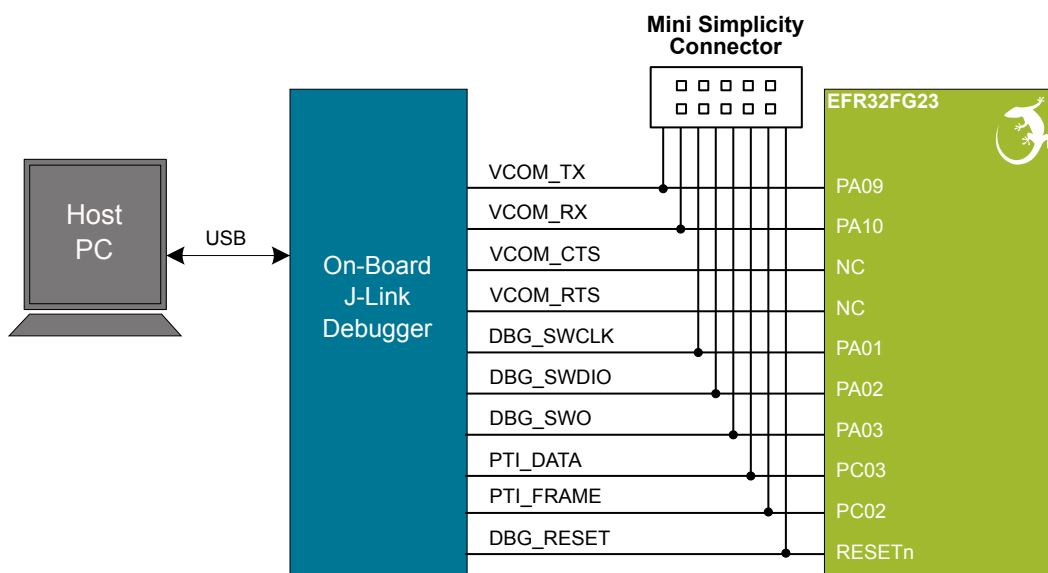 Mini Simplicity
Connector
EFR32FG23
Host
PC
USB
On-Board
J-Link
Debugger
VCOM_TX
PA09
VCOM_RX
PA10
VCOM_CTS
NC
VCOM_RTS
NC
DBG_SWCLK
PA01
DBG_SWDIO
PA02
DBG_SWO
PA03
PTI_DATA
PC03
PTI_FRAME
PC02
DBG_RESET
RESETn